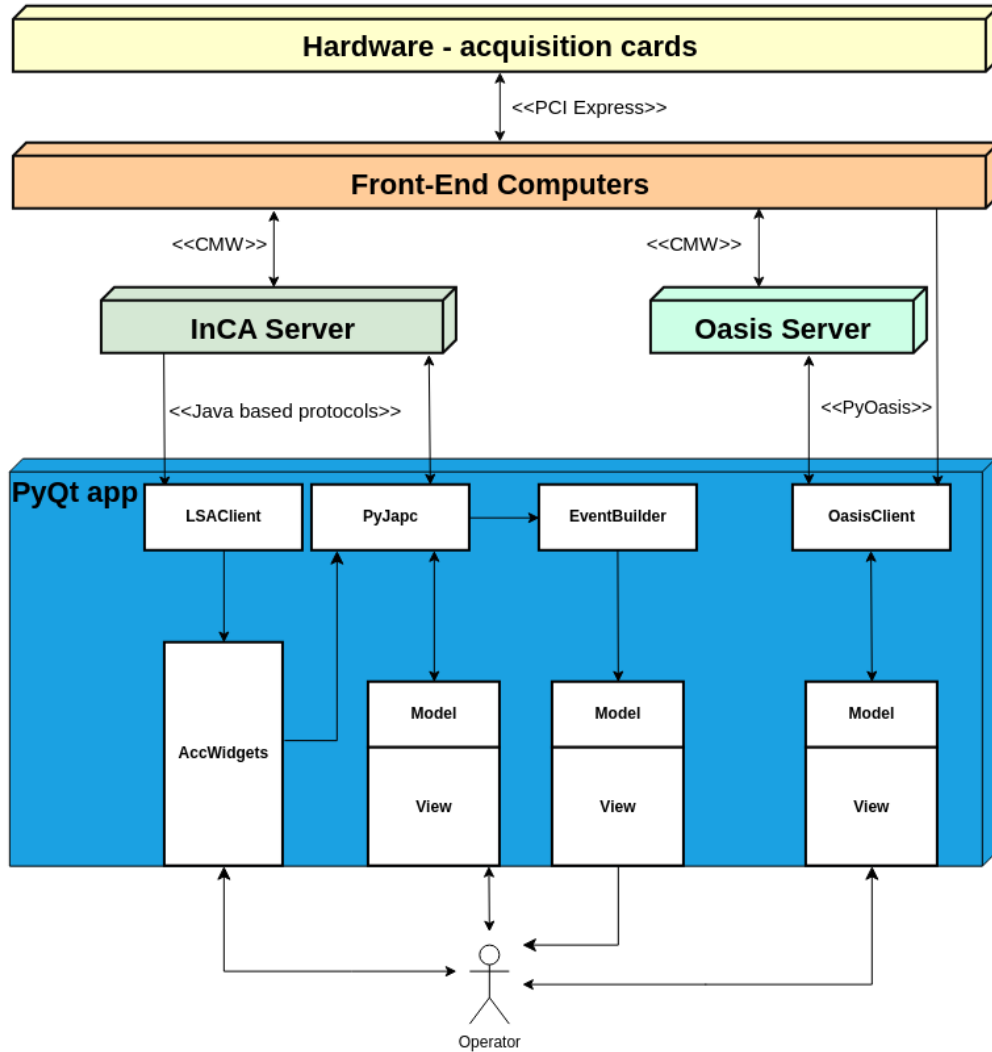 Hardware - acquisition cards
<<PCI Express>>
Front-End Computers
<<CMW>>
<<CMW>>
InCA Server
Oasis Server
<<Java based protocols>>
<<PyOasis>>
PyQt app
LSAClient
PyJapc
EventBuilder
OasisClient
AccWidgets
Model
Model
Model
View
View
View
Operator